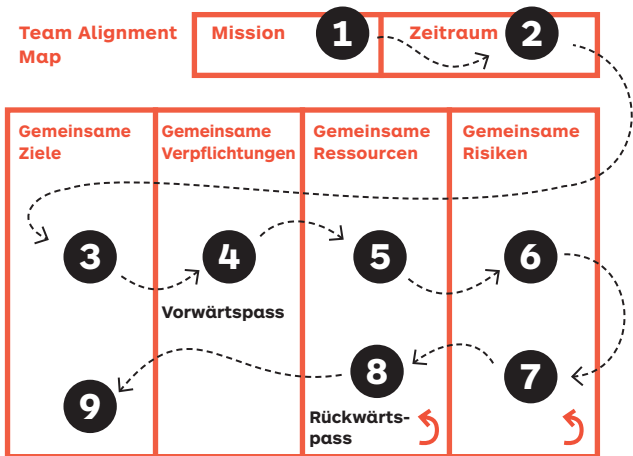 Team Alignment
Map
Mission
1
Zeitraum
2
Gemeinsame
Ziele
Gemeinsame
Verpflichtungen
Gemeinsame
Ressourcen
Gemeinsame
Risiken
3
4
5
6
Vorwärtspass
9
8
7
Rückwärts-
pass